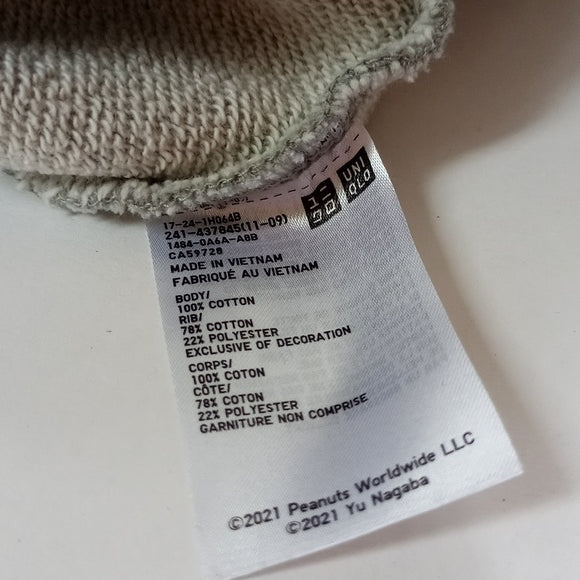 17-24-1H064B
241-437845(11-09)
1484-0A6A-A8B
CA59728
MADE IN VIETNAM
FABRIQUÉ AU VIETNAM
BODY/
100% COTTON
RIB/
78% COTTON
22% POLYESTER
EXCLUSIVE OF DECORATION
CORPS/
100% COTON
CÔTE/
78% COTON
22% POLYESTER
GARNITURE NON COMPRISE
©2021 Peanuts Worldwide LLC
©2021 Yu Nagaba
UNI
QLO